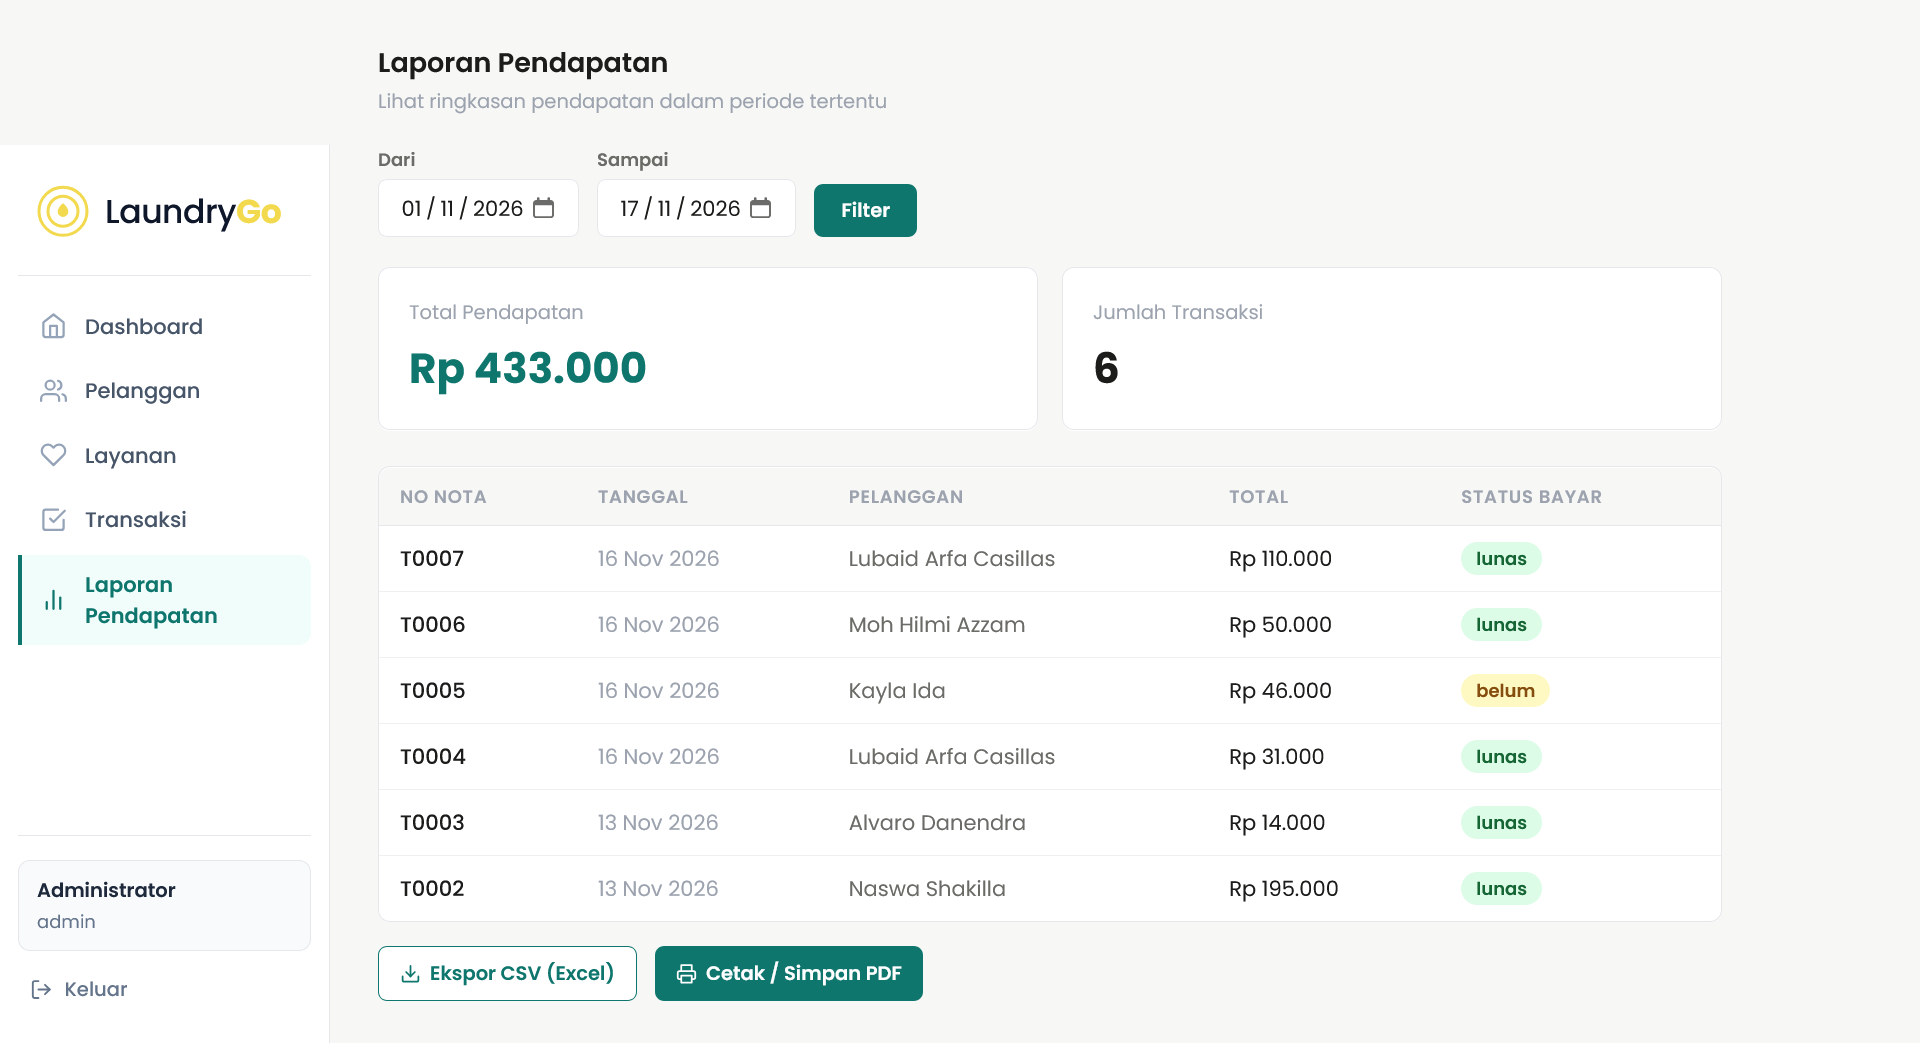 Laporan Pendapatan
Lihat ringkasan pendapatan dalam periode tertentu
LaundryGo
Dashboard
Pelanggan
Layanan
Transaksi
Laporan
Pendapatan
Administrator
admin
Keluar
Dari
Sampai
01 / 11 / 2026
17 / 11 / 2026
Filter
Total Pendapatan
Rp 433.000
Jumlah Transaksi
6
NO NOTA TANGGAL PELANGGAN TOTAL STATUS BAYAR
T0007 16 Nov 2026 Lubaid Arfa Casillas Rp 110.000 lunas
T0006 16 Nov 2026 Moh Hilmi Azzam Rp 50.000 lunas
T0005 16 Nov 2026 Kayla Ida Rp 46.000 belum
T0004 16 Nov 2026 Lubaid Arfa Casillas Rp 31.000 lunas
T0003 13 Nov 2026 Alvaro Danendra Rp 14.000 lunas
T0002 13 Nov 2026 Naswa Shakilla Rp 195.000 lunas
Ekspor CSV (Excel)
Cetak / Simpan PDF